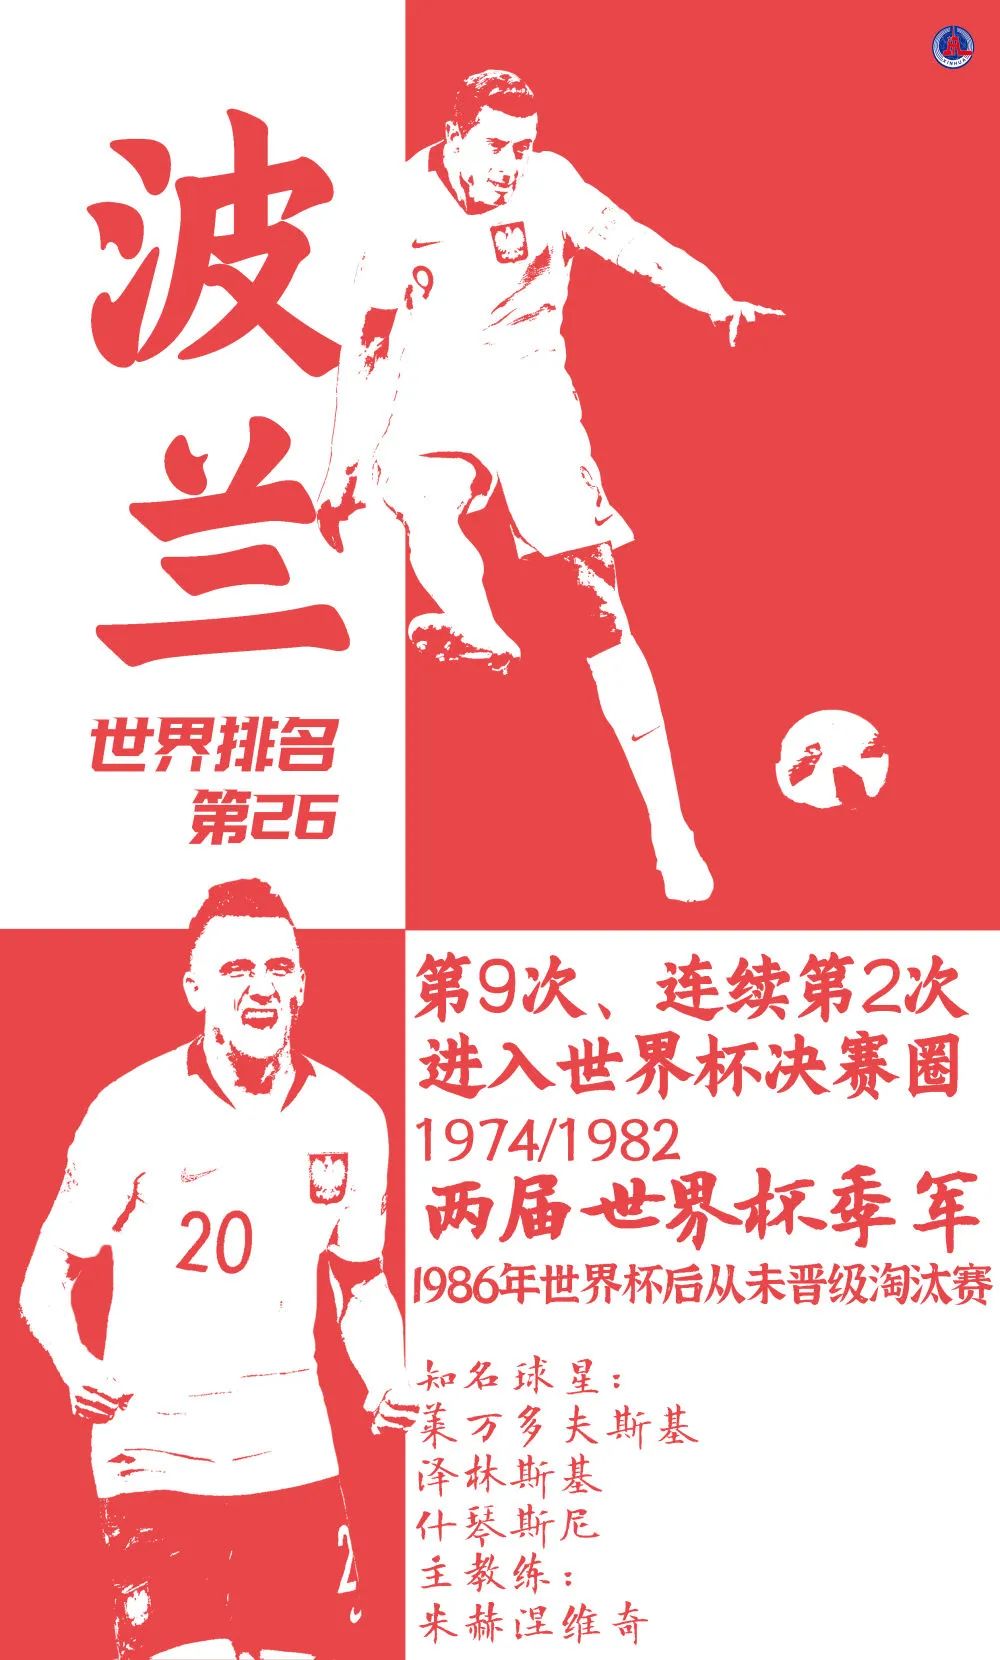 XINHUA
波
兰
世界排名
第26
9
第9次、连续第2次
进入世界杯决赛圈
1974/1982
两届世界杯季军
1986年世界杯后从未晋级淘汰赛
20
知名球星：
莱万多夫斯基
泽林斯基
什琴斯尼
主教练：
米赫涅维奇
2